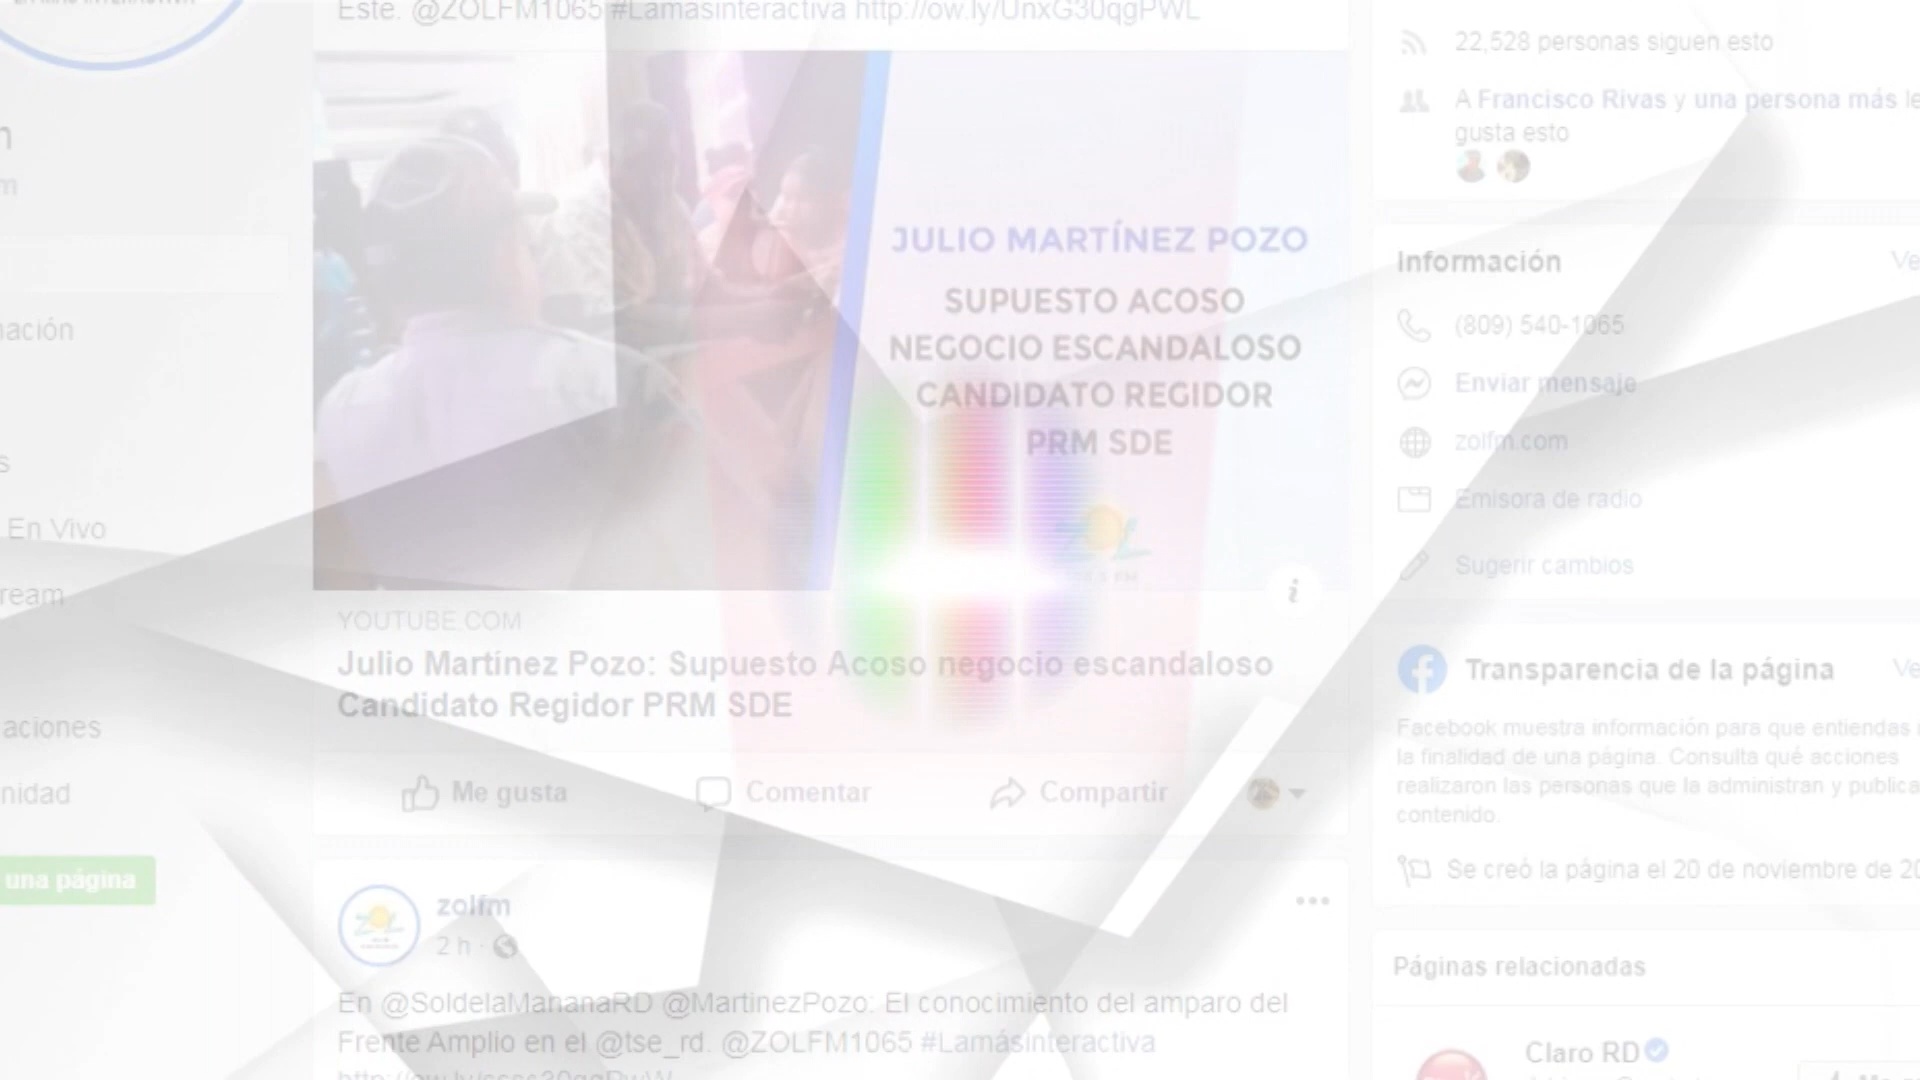 Este. @ZOLFM1065 #Lamásinteractiva http://ow.ly/UnxG30qgPWL
JULIO MARTÍNEZ POZO
SUPUESTO ACOSO
NEGOCIO ESCANDALOSO
CANDIDATO REGIDOR
PRM SDE
ZOL
YOUTUBE.COM
Julio Martínez Pozo: Supuesto Acoso negocio escandaloso
Candidato Regidor PRM SDE
Me gusta
Comentar
Compartir
zolfm
2 h ·
En @SoldelaMananaRD @MartinezPozo: El conocimiento del amparo del
Frente Amplio en el @tse_rd. @ZOLFM1065 #Lamásinteractiva
En Vivo
una página
22,528 personas siguen esto
A Francisco Rivas y una persona más le
gusta esto
Información
(809) 540-1065
Enviar mensaje
zolfm.com
Emisora de radio
Sugerir cambios
Transparencia de la página
Facebook muestra información para que entiendas
la finalidad de una página. Consulta qué acciones
realizaron las personas que la administran y publica
contenido.
Se creó la página el 20 de noviembre de 20
Páginas relacionadas
Claro RD